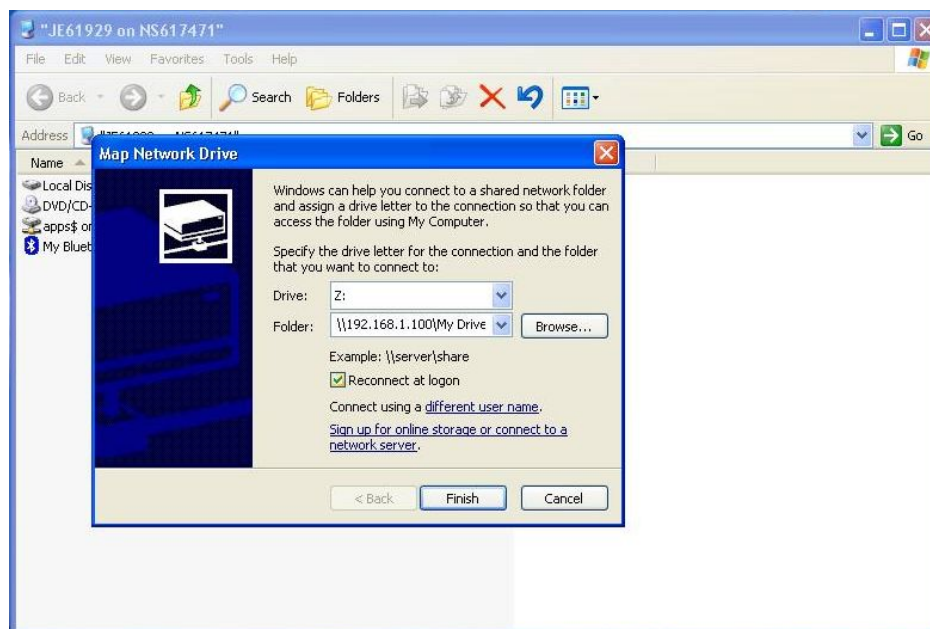 "JE61929 on NS617471"
File Edit View Favorites Tools Help
Back Search Folders
Address Go
Name
Local Dis
DVD/CD-
apps$ or
My Bluet
Map Network Drive
Windows can help you connect to a shared network folder
and assign a drive letter to the connection so that you can
access the folder using My Computer.
Specify the drive letter for the connection and the folder
that you want to connect to:
Drive: Z:
Folder: \\192.168.1.100\My Drive Browse...
Example: \\server\share
Reconnect at logon
Connect using a different user name.
Sign up for online storage or connect to a
network server.
< Back Finish Cancel